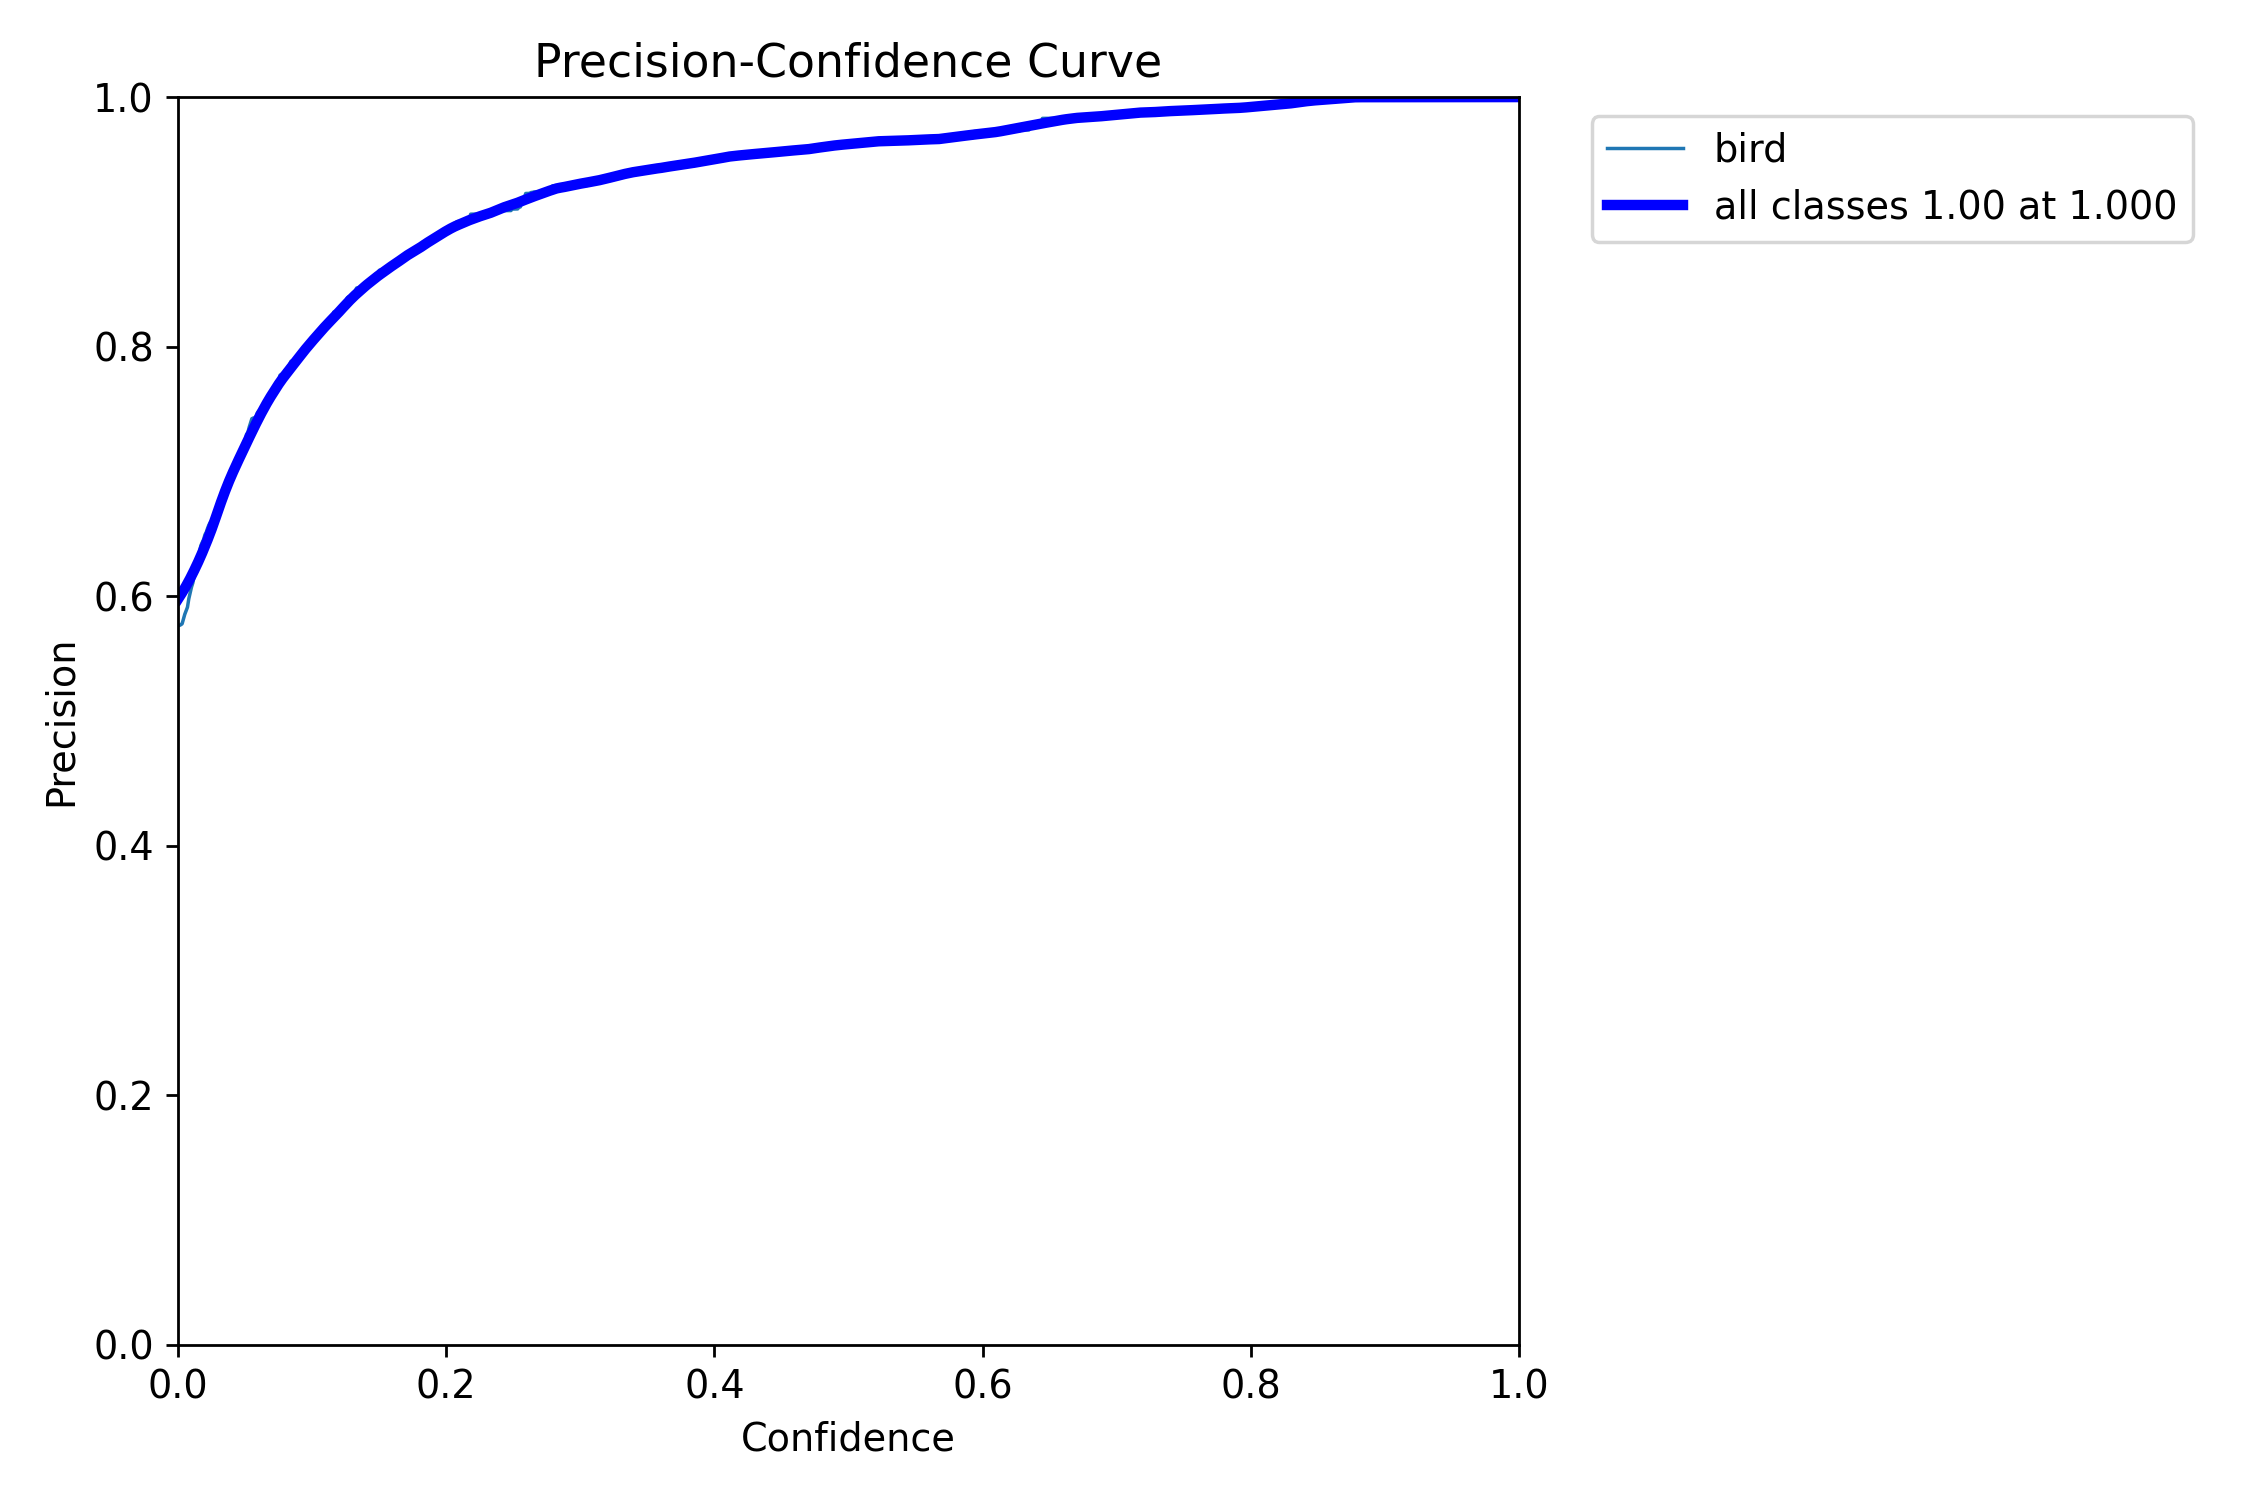 Precision-Confidence Curve
1.0
0.8
0.6
0.4
0.2
0.0
Precision
0.0 0.2 0.4 0.6 0.8 1.0
Confidence
bird
all classes 1.00 at 1.000